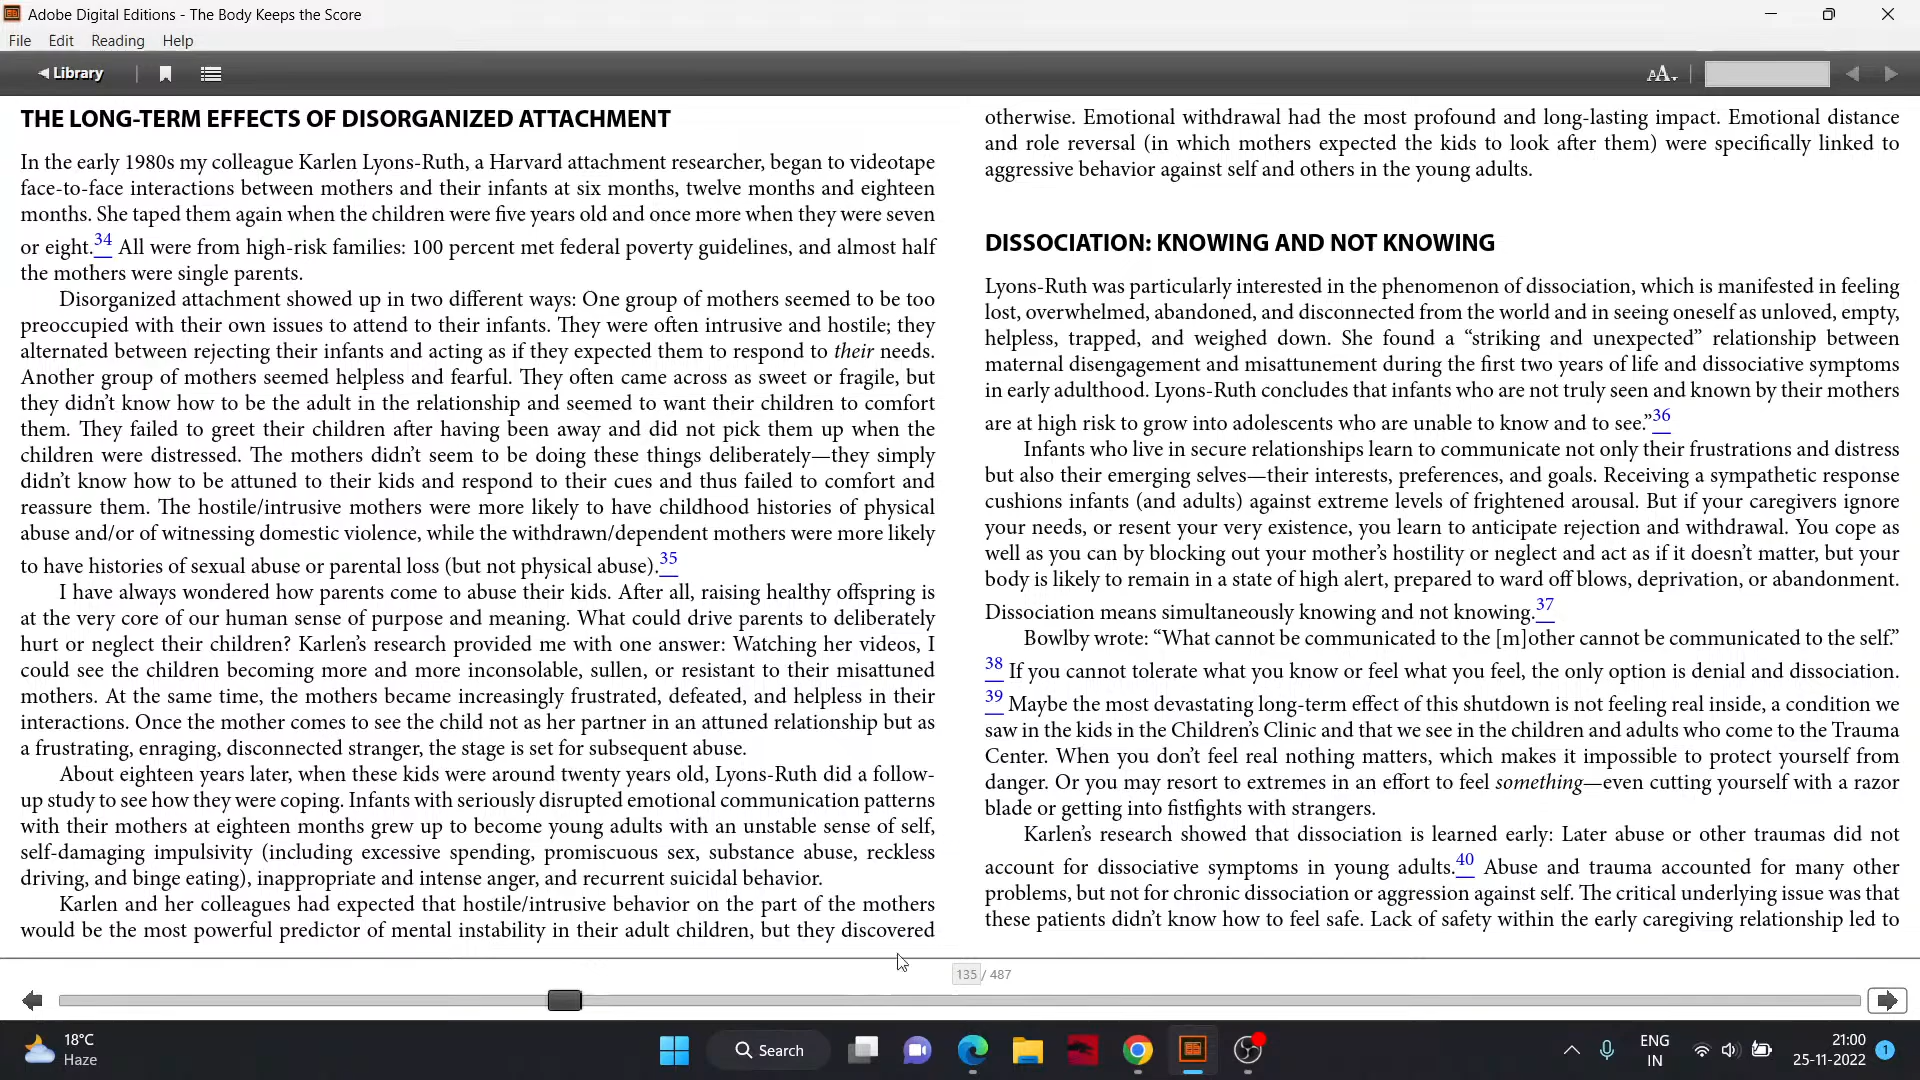 Adobe Digital Editions - The Body Keeps the Score
File Edit Reading Help
Library
AA
THE LONG-TERM EFFECTS OF DISORGANIZED ATTACHMENT
In the early 1980s my colleague Karlen Lyons-Ruth, a Harvard attachment researcher, began to videotape
face-to-face interactions between mothers and their infants at six months, twelve months and eighteen
months. She taped them again when the children were five years old and once more when they were seven
or eight.34 All were from high-risk families: 100 percent met federal poverty guidelines, and almost half
the mothers were single parents.
Disorganized attachment showed up in two different ways: One group of mothers seemed to be too
preoccupied with their own issues to attend to their infants. They were often intrusive and hostile; they
alternated between rejecting their infants and acting as if they expected them to respond to their needs.
Another group of mothers seemed helpless and fearful. They often came across as sweet or fragile, but
they didn’t know how to be the adult in the relationship and seemed to want their children to comfort
them. They failed to greet their children after having been away and did not pick them up when the
children were distressed. The mothers didn’t seem to be doing these things deliberately—they simply
didn’t know how to be attuned to their kids and respond to their cues and thus failed to comfort and
reassure them. The hostile/intrusive mothers were more likely to have childhood histories of physical
abuse and/or of witnessing domestic violence, while the withdrawn/dependent mothers were more likely
to have histories of sexual abuse or parental loss (but not physical abuse).35
I have always wondered how parents come to abuse their kids. After all, raising healthy offspring is
at the very core of our human sense of purpose and meaning. What could drive parents to deliberately
hurt or neglect their children? Karlen’s research provided me with one answer: Watching her videos, I
could see the children becoming more and more inconsolable, sullen, or resistant to their misattuned
mothers. At the same time, the mothers became increasingly frustrated, defeated, and helpless in their
interactions. Once the mother comes to see the child not as her partner in an attuned relationship but as
a frustrating, enraging, disconnected stranger, the stage is set for subsequent abuse.
About eighteen years later, when these kids were around twenty years old, Lyons-Ruth did a follow-
up study to see how they were coping. Infants with seriously disrupted emotional communication patterns
with their mothers at eighteen months grew up to become young adults with an unstable sense of self,
self-damaging impulsivity (including excessive spending, promiscuous sex, substance abuse, reckless
driving, and binge eating), inappropriate and intense anger, and recurrent suicidal behavior.
Karlen and her colleagues had expected that hostile/intrusive behavior on the part of the mothers
would be the most powerful predictor of mental instability in their adult children, but they discovered
otherwise. Emotional withdrawal had the most profound and long-lasting impact. Emotional distance
and role reversal (in which mothers expected the kids to look after them) were specifically linked to
aggressive behavior against self and others in the young adults.
DISSOCIATION: KNOWING AND NOT KNOWING
Lyons-Ruth was particularly interested in the phenomenon of dissociation, which is manifested in feeling
lost, overwhelmed, abandoned, and disconnected from the world and in seeing oneself as unloved, empty,
helpless, trapped, and weighed down. She found a “striking and unexpected” relationship between
maternal disengagement and misattunement during the first two years of life and dissociative symptoms
in early adulthood. Lyons-Ruth concludes that infants who are not truly seen and known by their mothers
are at high risk to grow into adolescents who are unable to know and to see.”36
Infants who live in secure relationships learn to communicate not only their frustrations and distress
but also their emerging selves—their interests, preferences, and goals. Receiving a sympathetic response
cushions infants (and adults) against extreme levels of frightened arousal. But if your caregivers ignore
your needs, or resent your very existence, you learn to anticipate rejection and withdrawal. You cope as
well as you can by blocking out your mother’s hostility or neglect and act as if it doesn’t matter, but your
body is likely to remain in a state of high alert, prepared to ward off blows, deprivation, or abandonment.
Dissociation means simultaneously knowing and not knowing.37
Bowlby wrote: “What cannot be communicated to the [m]other cannot be communicated to the self.”
38 If you cannot tolerate what you know or feel what you feel, the only option is denial and dissociation.
39 Maybe the most devastating long-term effect of this shutdown is not feeling real inside, a condition we
saw in the kids in the Children’s Clinic and that we see in the children and adults who come to the Trauma
Center. When you don’t feel real nothing matters, which makes it impossible to protect yourself from
danger. Or you may resort to extremes in an effort to feel something—even cutting yourself with a razor
blade or getting into fistfights with strangers.
Karlen’s research showed that dissociation is learned early: Later abuse or other traumas did not
account for dissociative symptoms in young adults.40 Abuse and trauma accounted for many other
problems, but not for chronic dissociation or aggression against self. The critical underlying issue was that
these patients didn’t know how to feel safe. Lack of safety within the early caregiving relationship led to
135 / 487
18°C
Haze
Search
ENG
IN
21:00
25-11-2022
1